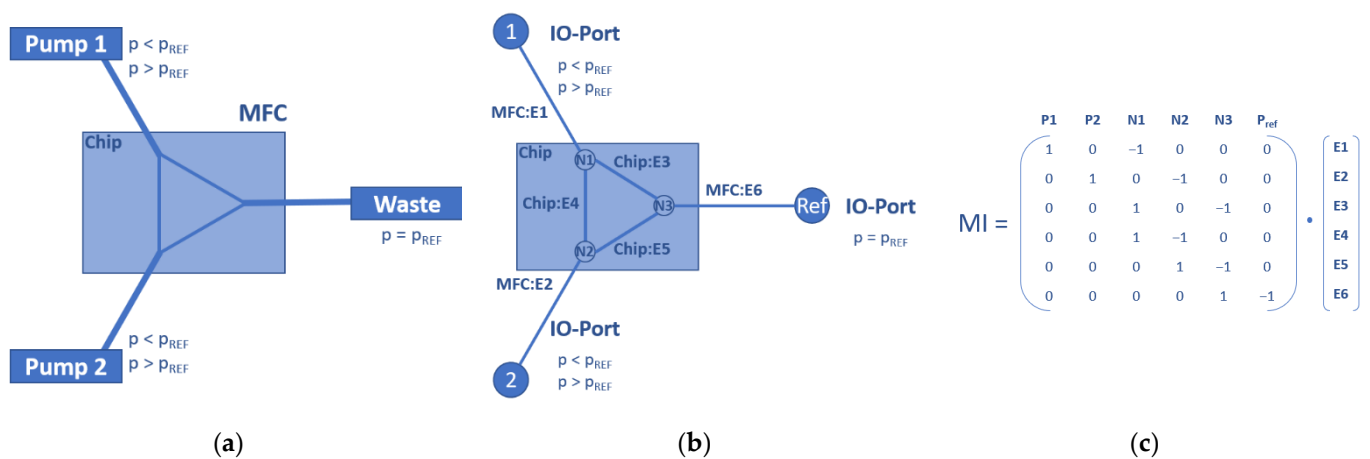 Pump 1
p < pREF
p > pREF
MFC
Chip
Waste
p = pREF
p < pREF
p > pREF
Pump 2
(a)
1
IO-Port
p < pREF
p > pREF
MFC:E1
Chip
N1
Chip:E3
MFC:E6
Chip:E4
N3
Ref
IO-Port
p = pREF
N2
Chip:E5
MFC:E2
IO-Port
p < pREF
p > pREF
2
(b)
P1 P2 N1 N2 N3 Pref
1 0 −1 0 0 0 E1
0 1 0 −1 0 0 E2
0 0 1 0 −1 0 E3
MI = • 
0 0 1 −1 0 0 E4
0 0 0 1 −1 0 E5
0 0 0 0 1 −1 E6
(c)